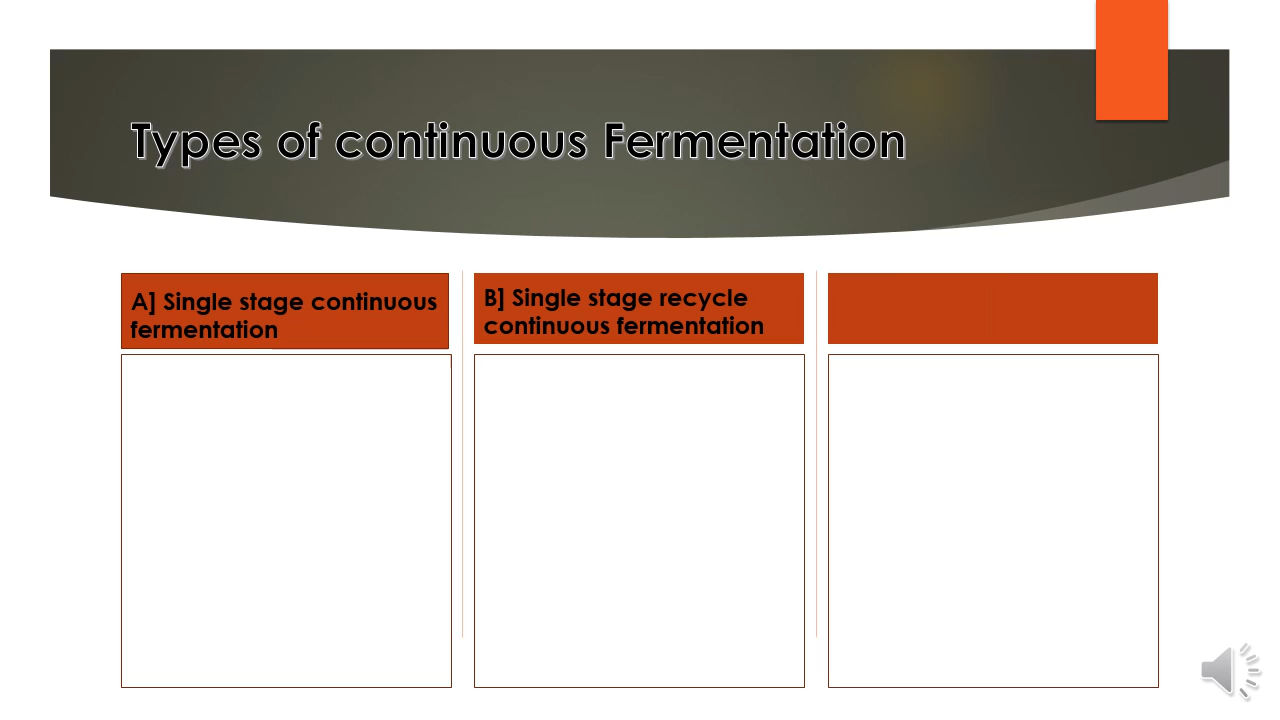 Types of continuous Fermentation
A] Single stage continuous
fermentation
B] Single stage recycle
continuous fermentation